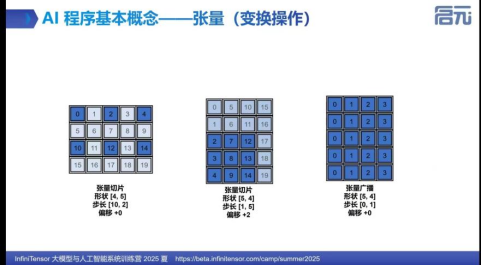 AI 程序基本概念——张量（变换操作）
启元
0 1 2 3 4
5 6 7 8 9
10 11 12 13 14
15 16 17 18 19
张量切片
形状 [4, 5]
步长 [10, 2]
偏移 +0
0 5 10 15
1 6 11 16
2 7 12 17
3 8 13 18
4 9 14 19
张量切片
形状 [5, 4]
步长 [1, 5]
偏移 +2
0 1 2 3
0 1 2 3
0 1 2 3
0 1 2 3
0 1 2 3
张量广播
形状 [5, 4]
步长 [0, 1]
偏移 +0
InfiniTensor 大模型与人工智能系统训练营 2025 夏 https://beta.infinitensor.com/camp/summer2025